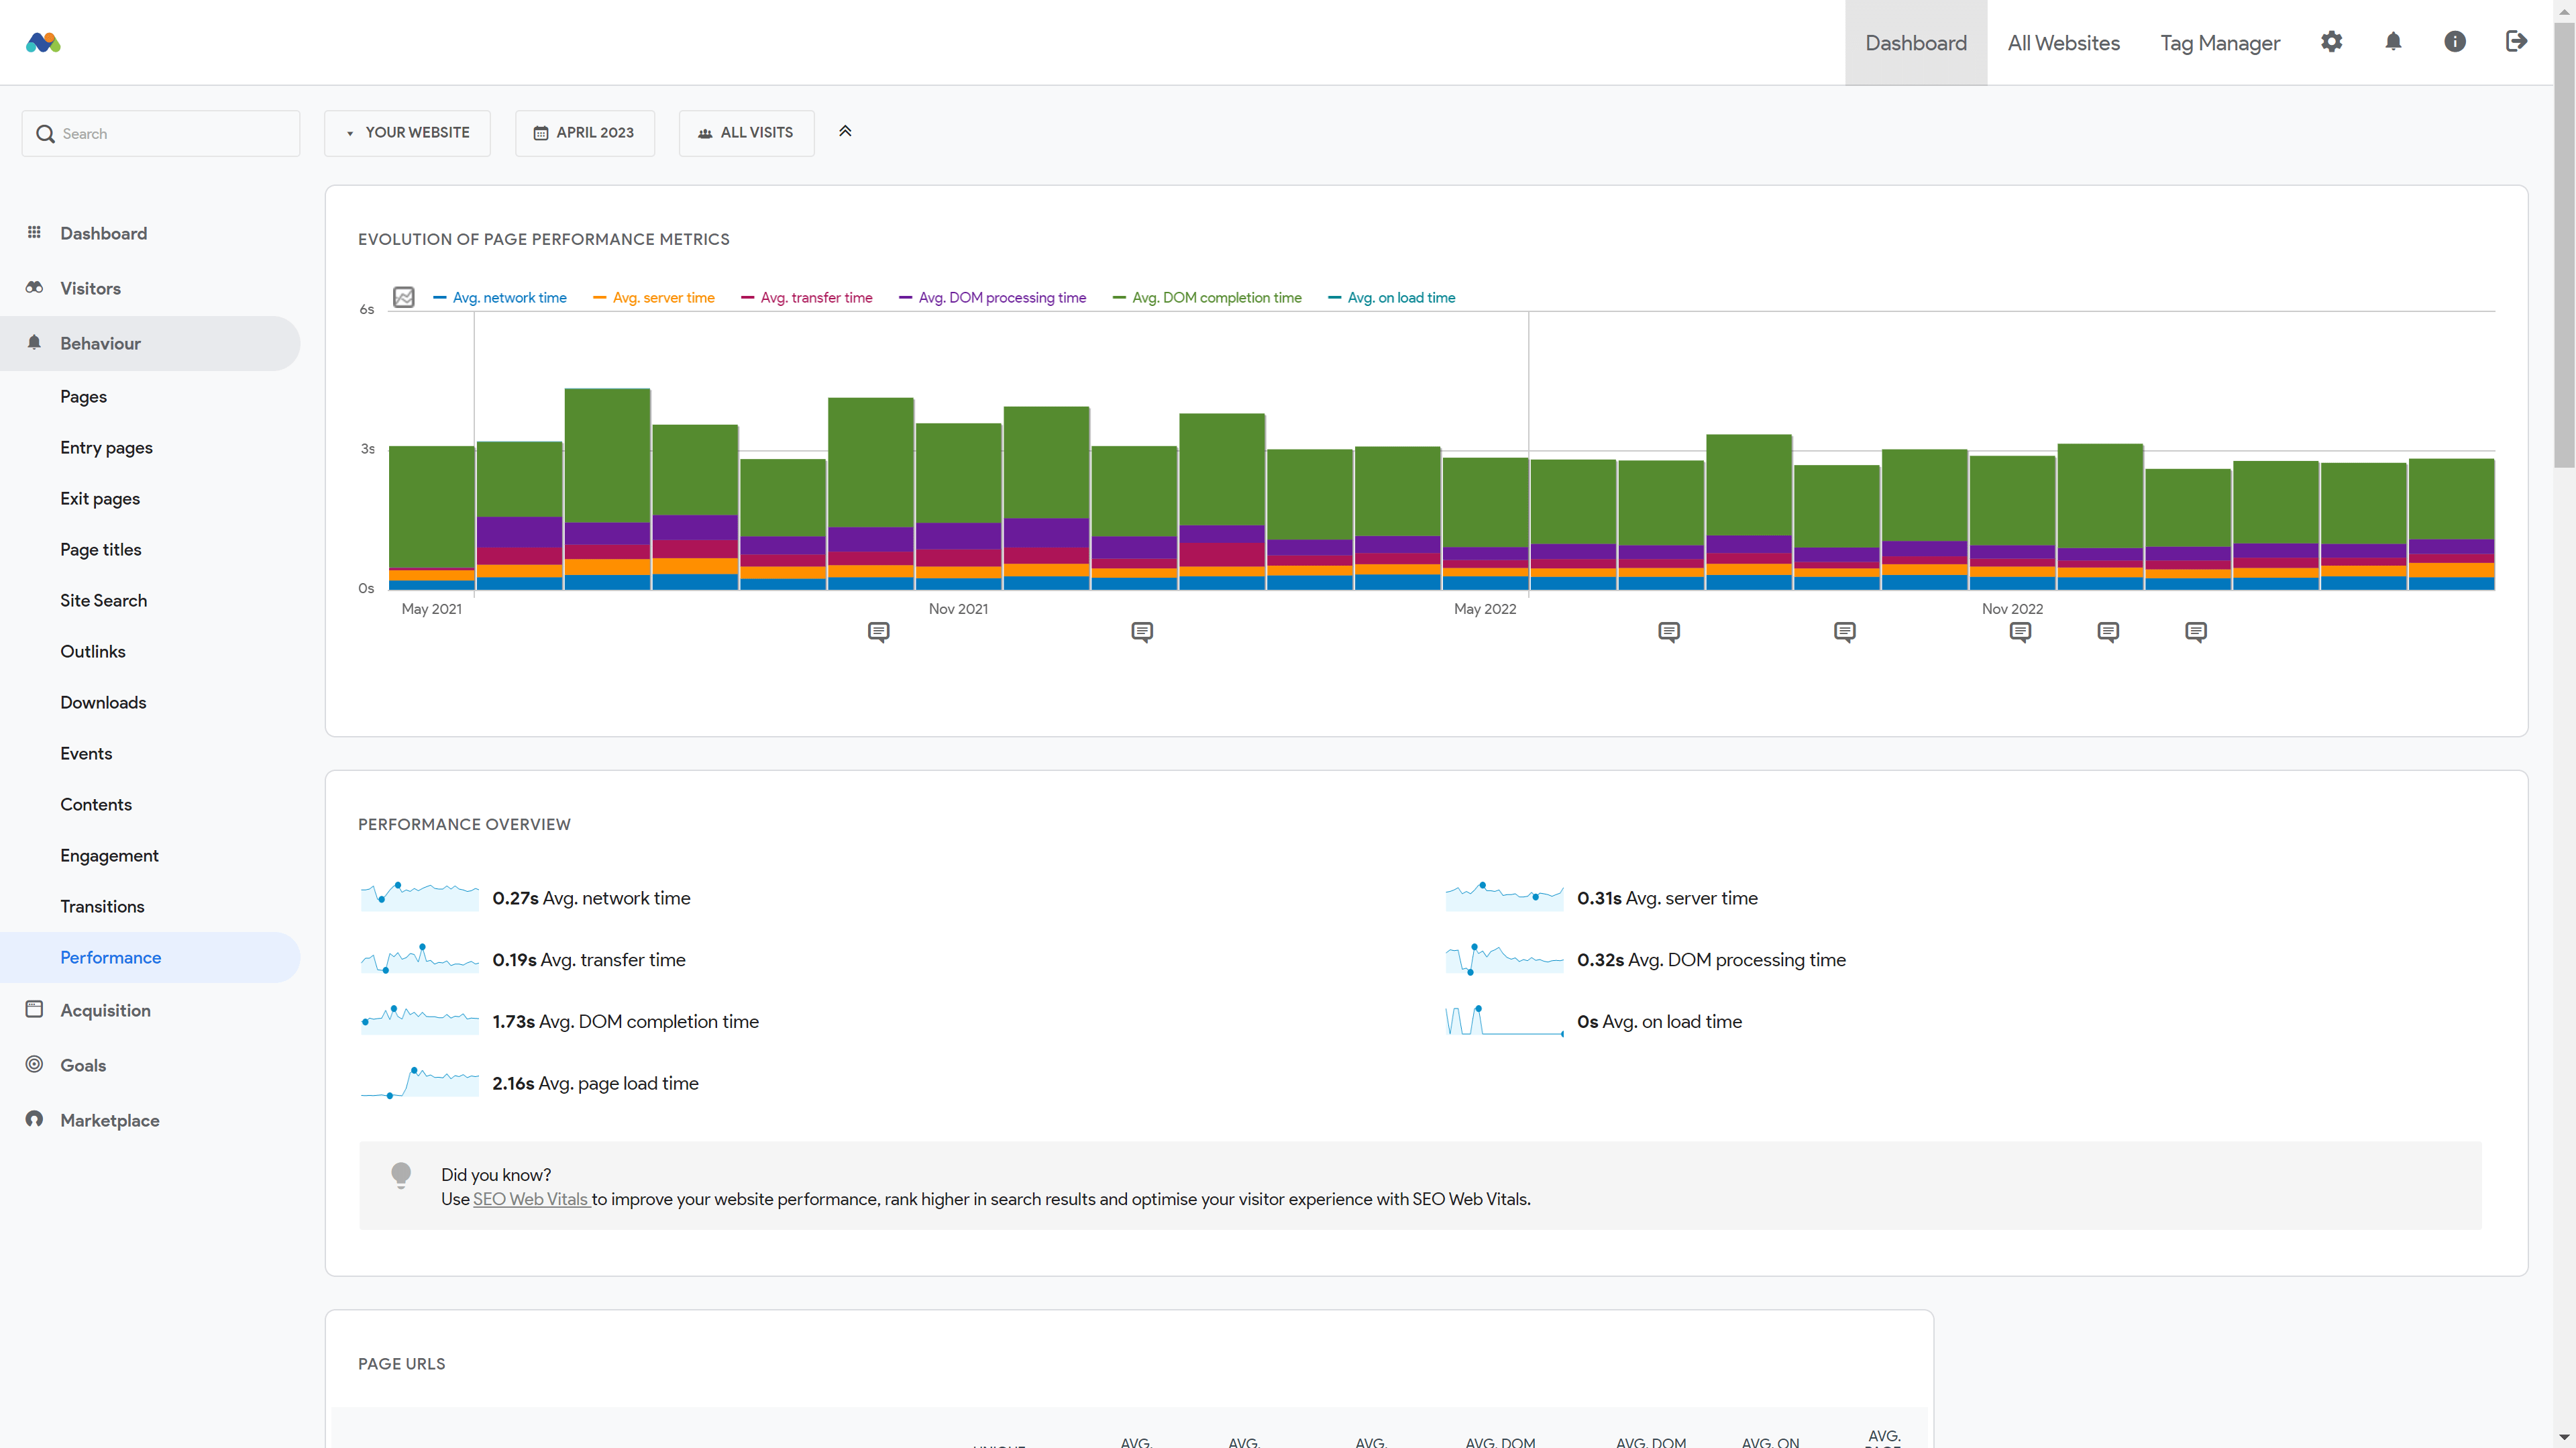 Dashboard
All Websites
Tag Manager
Search
YOUR WEBSITE
APRIL 2023
ALL VISITS
Dashboard
Visitors
Behaviour
Pages
Entry pages
Exit pages
Page titles
Site Search
Outlinks
Downloads
Events
Contents
Engagement
Transitions
Performance
Acquisition
Goals
Marketplace
EVOLUTION OF PAGE PERFORMANCE METRICS
Avg. network time
Avg. server time
Avg. transfer time
Avg. DOM processing time
Avg. DOM completion time
Avg. on load time
6s
3s
0s
May 2021
Nov 2021
May 2022
Nov 2022
PERFORMANCE OVERVIEW
0.27s Avg. network time
0.31s Avg. server time
0.19s Avg. transfer time
0.32s Avg. DOM processing time
1.73s Avg. DOM completion time
0s Avg. on load time
2.16s Avg. page load time
Did you know?
Use SEO Web Vitals to improve your website performance, rank higher in search results and optimise your visitor experience with SEO Web Vitals.
PAGE URLS
AVG.
AVG.
AVG.
AVG. DOM
AVG. DOM
AVG. ON
AVG.